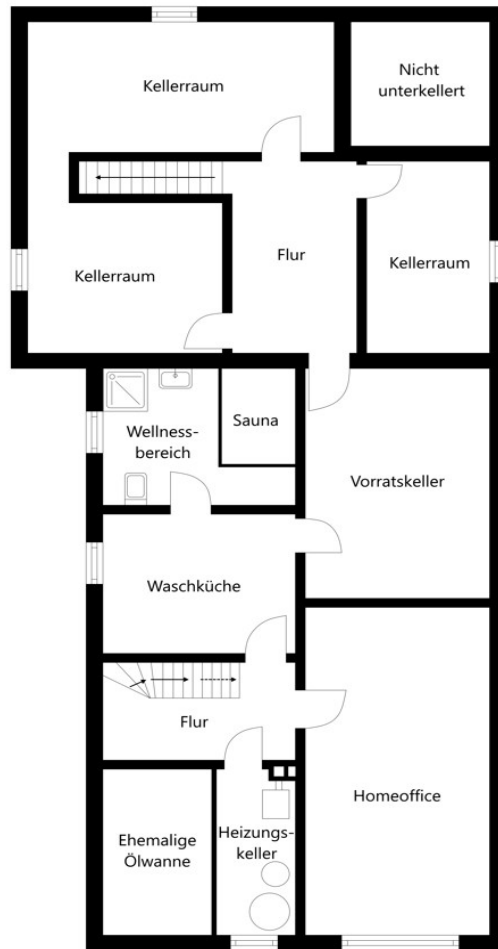 Kellerraum
Nicht
unterkellert
Kellerraum
Flur
Kellerraum
Wellness-
bereich
Sauna
Vorratskeller
Waschküche
Flur
Homeoffice
Ehemalige
Ölwanne
Heizungs-
keller